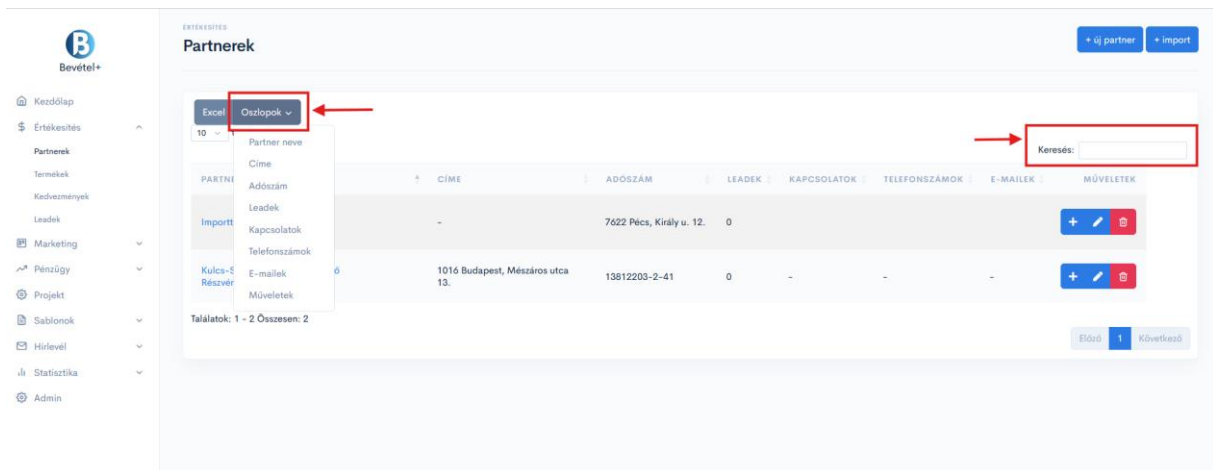 ÉRTÉKESÍTÉS
Partnerek
+ új partner
+ import
Bevétel+
Kezdőlap
Értékesítés
Partnerek
Termékek
Kedvezmények
Leadek
Marketing
Pénzügy
Projekt
Sablonok
Hírlevél
Statisztika
Admin
Excel
Oszlopok
10
Partner neve
Címe
Adószám
Leadek
Kapcsolatok
Telefonszámok
E-mailek
Műveletek
Keresés:
CÍME ADÓSZÁM LEADEK KAPCSOLATOK TELEFONSZÁMOK E-MAILEK MŰVELETEK
- 7622 Pécs, Király u. 12. 0
1016 Budapest, Mészáros utca
13.
13812203-2-41 0 - - -
Találatok: 1 - 2 Összesen: 2
Előző 1 Következő